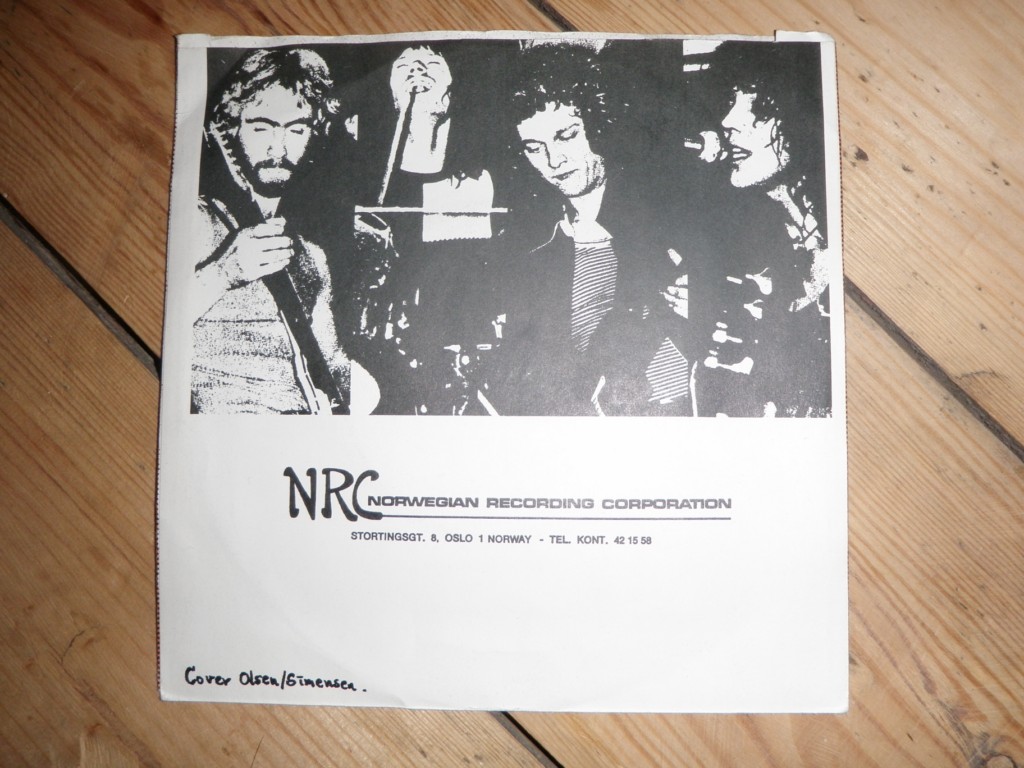 NRC NORWEGIAN RECORDING CORPORATION
STORTINGSGT. 8, OSLO 1 NORWAY - TEL. KONT. 42 15 58
Cover Olsen/Simensen.